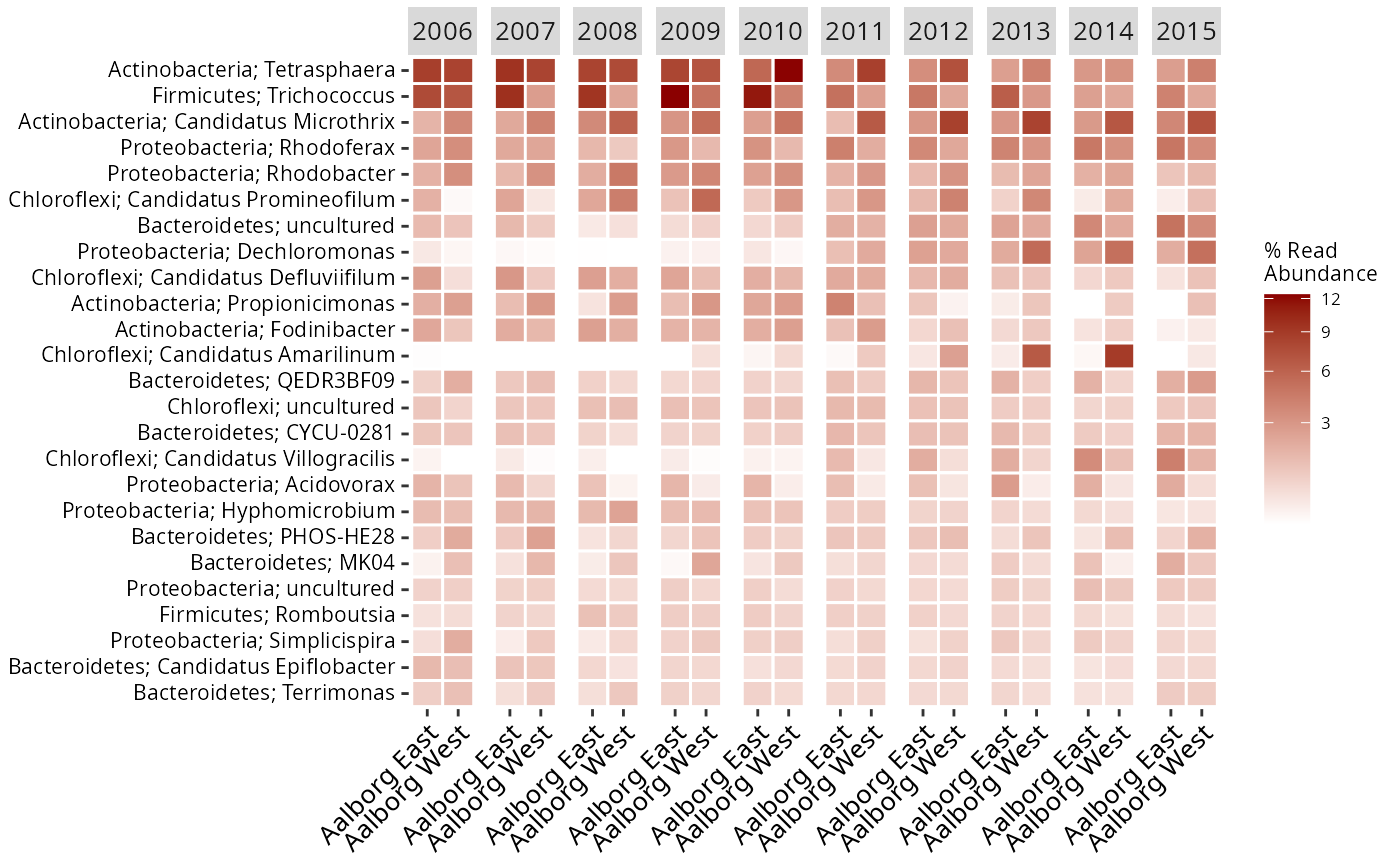 2006 2007 2008 2009 2010 2011 2012 2013 2014 2015
Actinobacteria; Tetrasphaera
Firmicutes; Trichococcus
Actinobacteria; Candidatus Microthrix
Proteobacteria; Rhodoferax
Proteobacteria; Rhodobacter
Chloroflexi; Candidatus Promineofilum
Bacteroidetes; uncultured
Proteobacteria; Dechloromonas
Chloroflexi; Candidatus Defluviifilum
Actinobacteria; Propionicimonas
Actinobacteria; Fodinibacter
Chloroflexi; Candidatus Amarilinum
Bacteroidetes; QEDR3BF09
Chloroflexi; uncultured
Bacteroidetes; CYCU-0281
Chloroflexi; Candidatus Villogracilis
Proteobacteria; Acidovorax
Proteobacteria; Hyphomicrobium
Bacteroidetes; PHOS-HE28
Bacteroidetes; MK04
Proteobacteria; uncultured
Firmicutes; Romboutsia
Proteobacteria; Simplicispira
Bacteroidetes; Candidatus Epiflobacter
Bacteroidetes; Terrimonas
Aalborg East
Aalborg West
Aalborg East
Aalborg West
Aalborg East
Aalborg West
Aalborg East
Aalborg West
Aalborg East
Aalborg West
Aalborg East
Aalborg West
Aalborg East
Aalborg West
Aalborg East
Aalborg West
Aalborg East
Aalborg West
Aalborg East
Aalborg West
% Read
Abundance
12
9
6
3